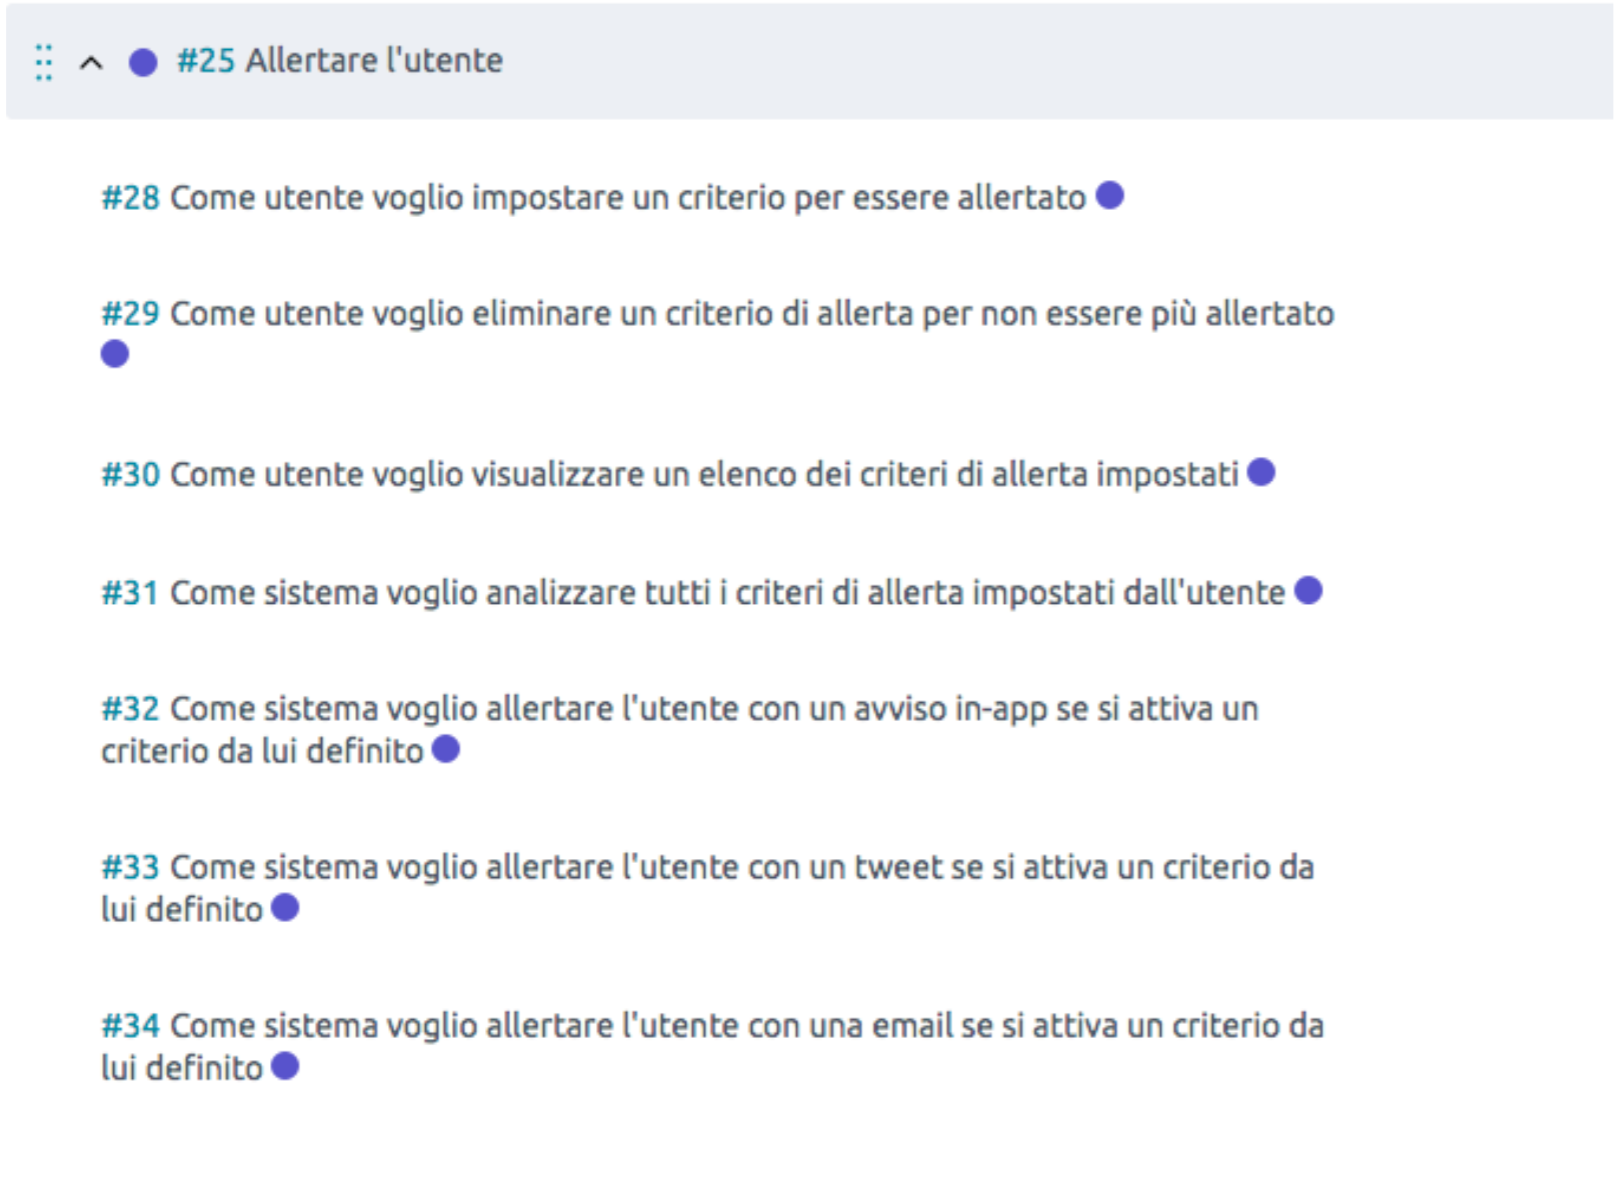 #25 Allertare l'utente
#28 Come utente voglio impostare un criterio per essere allertato
#29 Come utente voglio eliminare un criterio di allerta per non essere più allertato
#30 Come utente voglio visualizzare un elenco dei criteri di allerta impostati
#31 Come sistema voglio analizzare tutti i criteri di allerta impostati dall'utente
#32 Come sistema voglio allertare l'utente con un avviso in-app se si attiva un
criterio da lui definito
#33 Come sistema voglio allertare l'utente con un tweet se si attiva un criterio da
lui definito
#34 Come sistema voglio allertare l'utente con una email se si attiva un criterio da
lui definito